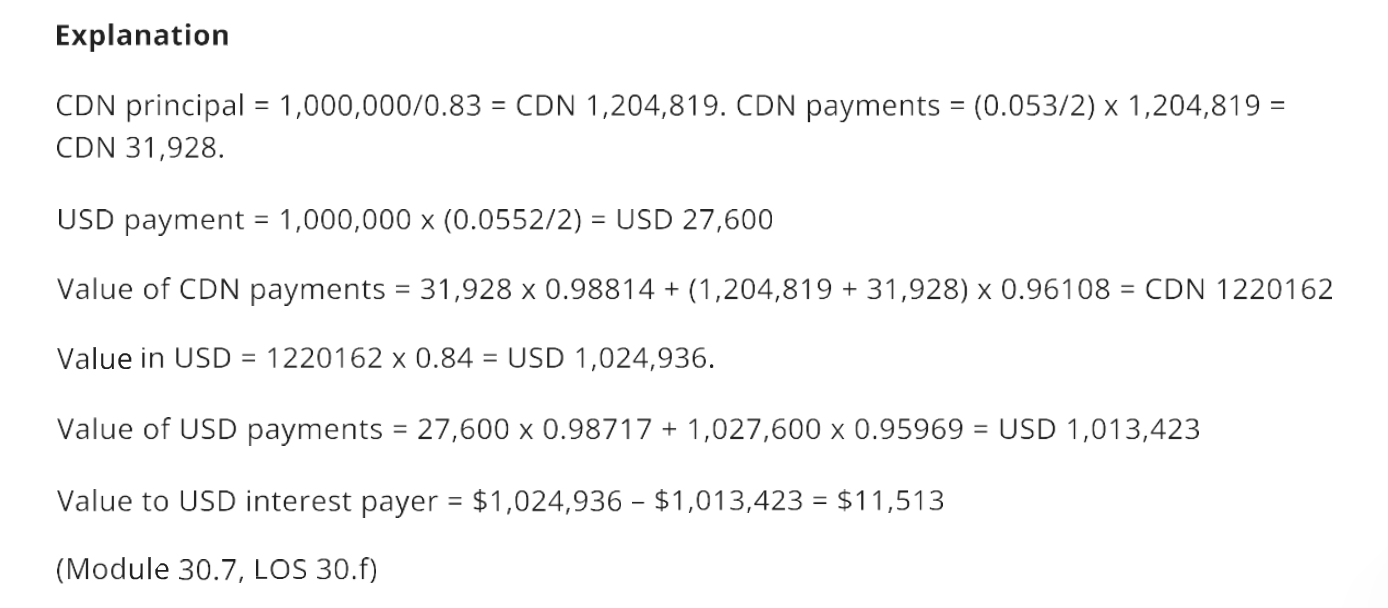 Explanation
CDN principal = 1,000,000/0.83 = CDN 1,204,819. CDN payments = (0.053/2) x 1,204,819 =
CDN 31,928.
USD payment = 1,000,000 x (0.0552/2) = USD 27,600
Value of CDN payments = 31,928 x 0.98814 + (1,204,819 + 31,928) x 0.96108 = CDN 1220162
Value in USD = 1220162 x 0.84 = USD 1,024,936.
Value of USD payments = 27,600 x 0.98717 + 1,027,600 x 0.95969 = USD 1,013,423
Value to USD interest payer = $1,024,936 – $1,013,423 = $11,513
(Module 30.7, LOS 30.f)